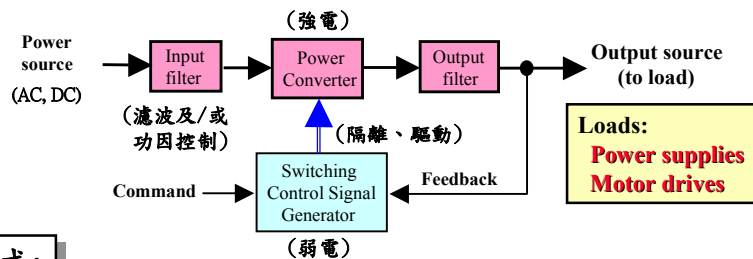 (強電)
Power
source
(AC, DC)
Input
filter
Power
Converter
Output
filter
Output source
(to load)
(濾波及/或
功因控制)
(隔離、驅動)
Loads:
Power supplies
Motor drives
Command
Switching
Control Signal
Generator
Feedback
(弱電)
式: